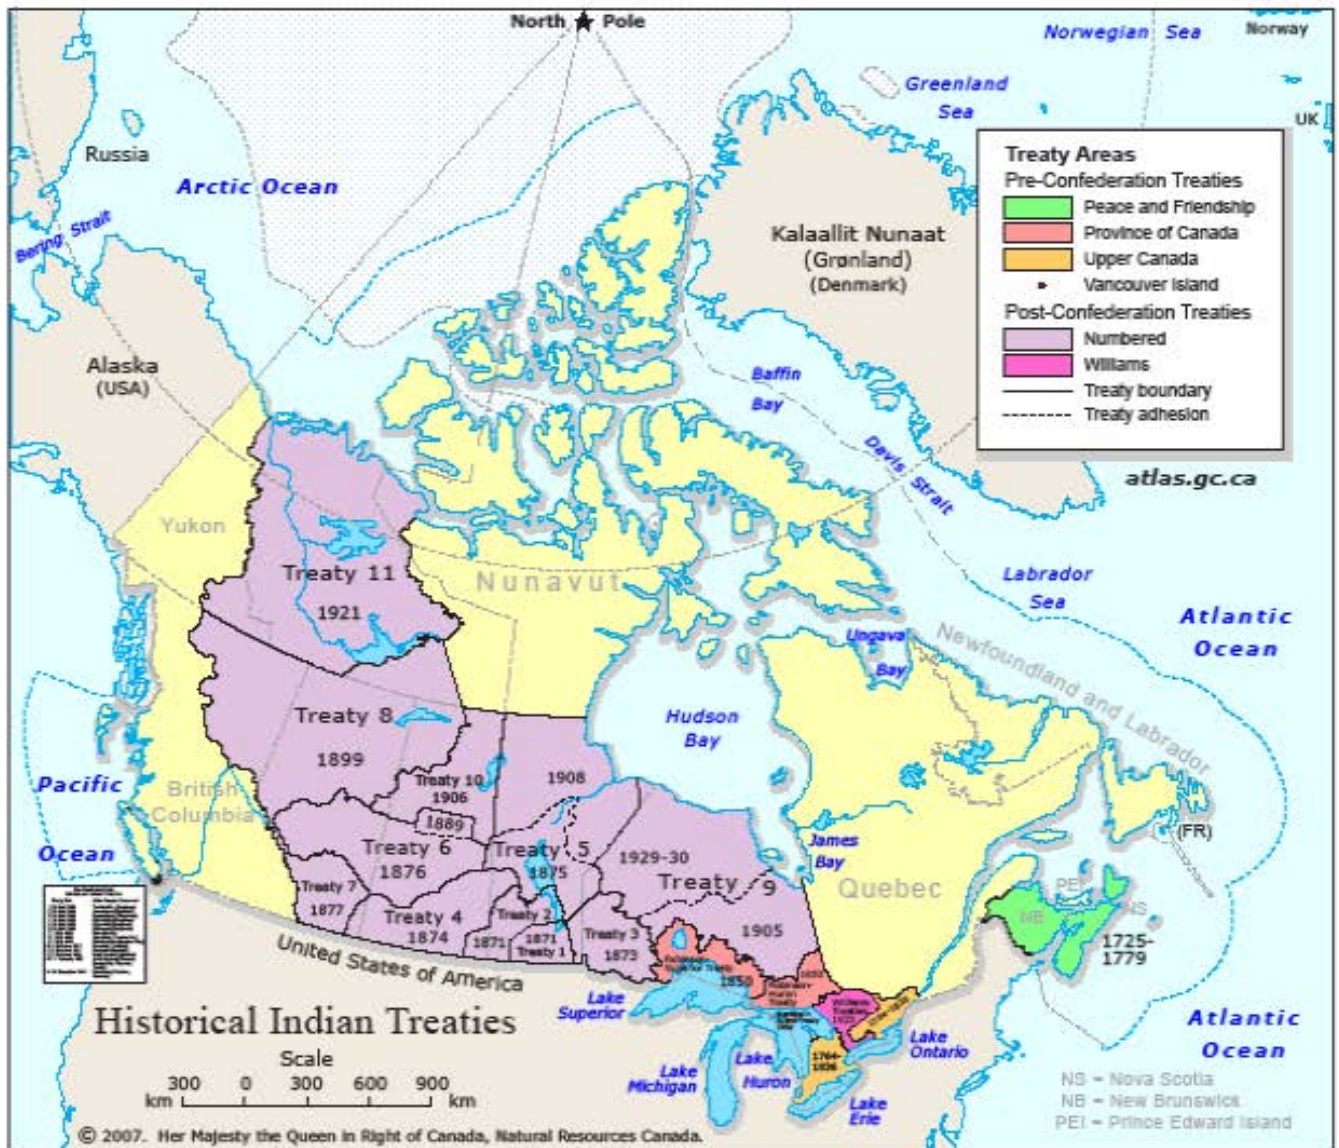 North Pole
Norwegian Sea
Norway
Greenland
Sea
UK
Russia
Arctic Ocean
Bering Strait
Treaty Areas
Pre-Confederation Treaties
Peace and Friendship
Province of Canada
Upper Canada
Vancouver Island
Post-Confederation Treaties
Numbered
Williams
Treaty boundary
Treaty adhesion
Kalaallit Nunaat
(Grønland)
(Denmark)
Alaska
(USA)
Baffin
Bay
Davis Strait
atlas.gc.ca
Yukon
Treaty 11
1921
Nunavut
Labrador
Sea
Atlantic
Ocean
Ungava
Bay
Newfoundland and Labrador
Treaty 8
1899
Hudson
Bay
Pacific
Ocean
British
Columbia
Treaty 10
1906
1908
1889
Treaty 6
1876
Treaty 5
1875
1929-30
Treaty 9
1905
James
Bay
Quebec
(FR)
PEI
NB
NS
1725-
1779
Treaty 7
1877
Treaty 4
1874
Treaty 2
1871
1871
Treaty 1
Treaty 3
1873
Superior Treaty
1850
1850
Huron
Treaty
Williams
Treaties
1923
1764-
1836
United States of America
Lake
Superior
Lake
Michigan
Lake
Huron
Lake
Ontario
Lake
Erie
Atlantic
Ocean
Historical Indian Treaties
Scale
300 0 300 600 900
km km
NS = Nova Scotia
NB = New Brunswick
PEI = Prince Edward Island
© 2007. Her Majesty the Queen in Right of Canada, Natural Resources Canada.